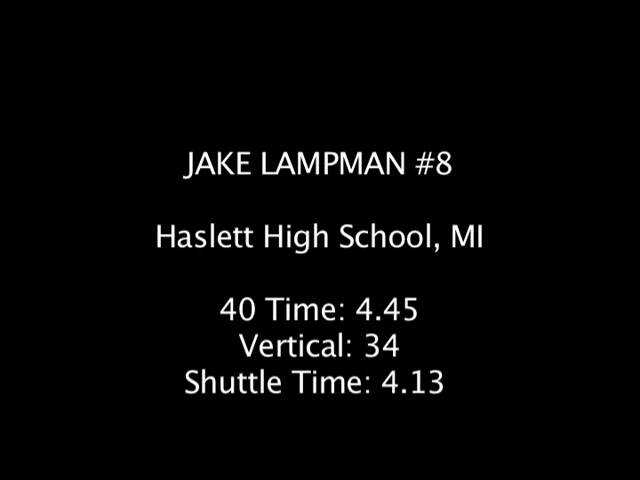 JAKE LAMPMAN #8
Haslett High School, MI
40 Time: 4.45
Vertical: 34
Shuttle Time: 4.13